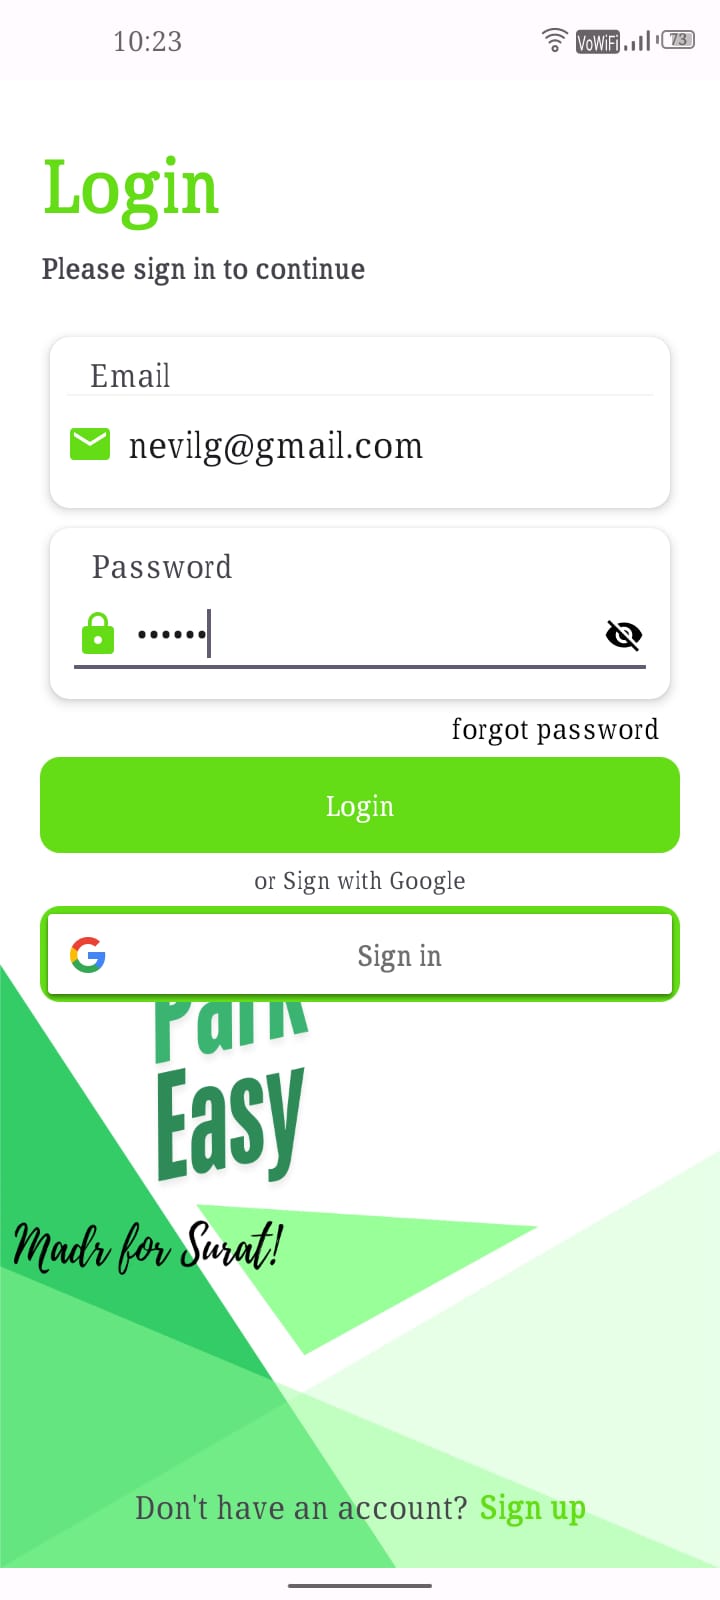 10:23
VoWiFi
73
Login
Please sign in to continue
Email
nevilg@gmail.com
Password
••••••
forgot password
Login
or Sign with Google
G
Sign in
Park
Easy
Madr for Surat!
Don't have an account? Sign up